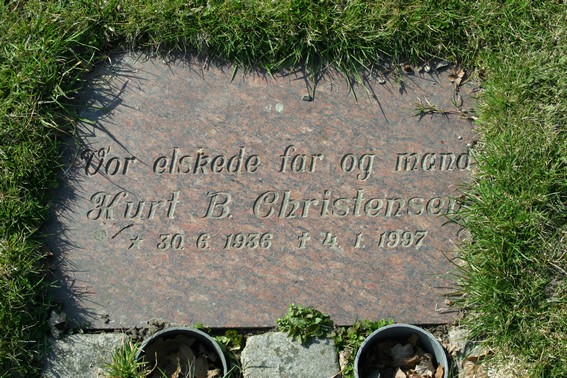 Vor elskede far og mand
Kurt B. Christensen
* 30. 6. 1936 † 4. 1. 1997